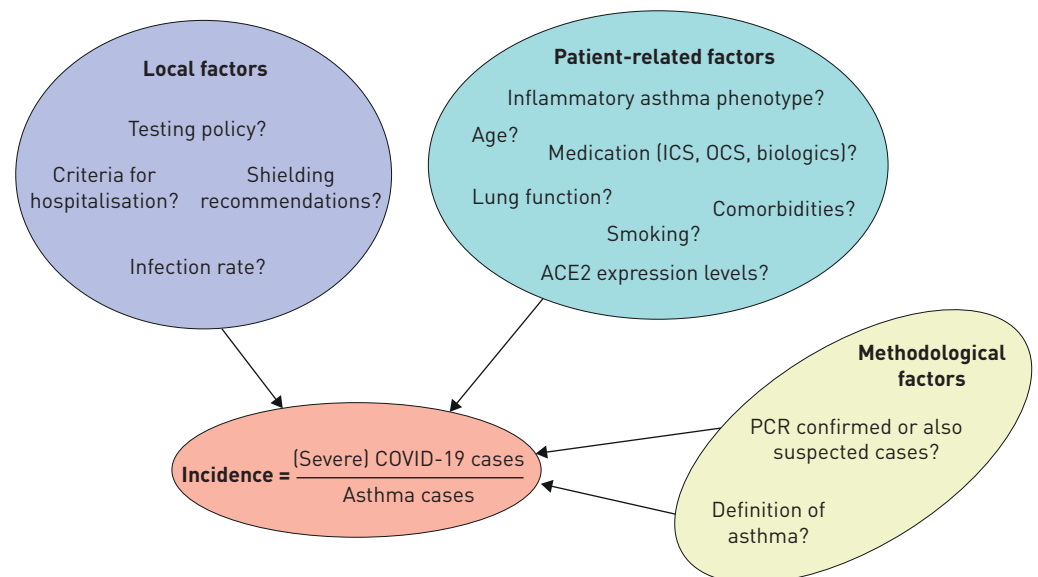 Local factors
Testing policy?
Criteria for
hospitalisation?
Shielding
recommendations?
Infection rate?
Patient-related factors
Inflammatory asthma phenotype?
Age?
Medication (ICS, OCS, biologics)?
Lung function?
Comorbidities?
Smoking?
ACE2 expression levels?
Methodological
factors
PCR confirmed or also
suspected cases?
Definition of
asthma?
Incidence =
(Severe) COVID-19 cases
Asthma cases